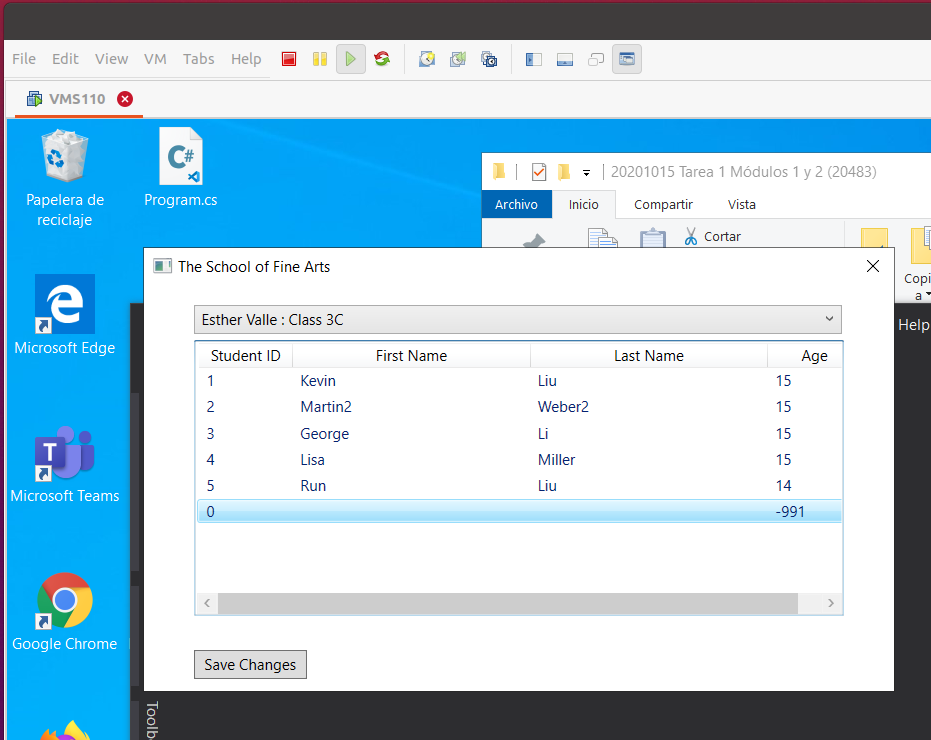 File Edit View VM Tabs Help
VMS110
Papelera de
reciclaje
C#
Program.cs
20201015 Tarea 1 Módulos 1 y 2 (20483)
Archivo Inicio Compartir Vista
Cortar
Copi
a
Microsoft Edge
Help
The School of Fine Arts
Esther Valle : Class 3C
Student ID First Name Last Name Age
1 Kevin Liu 15
2 Martin2 Weber2 15
3 George Li 15
4 Lisa Miller 15
5 Run Liu 14
0 -991
T
Microsoft Teams
Google Chrome
Save Changes
Toolb